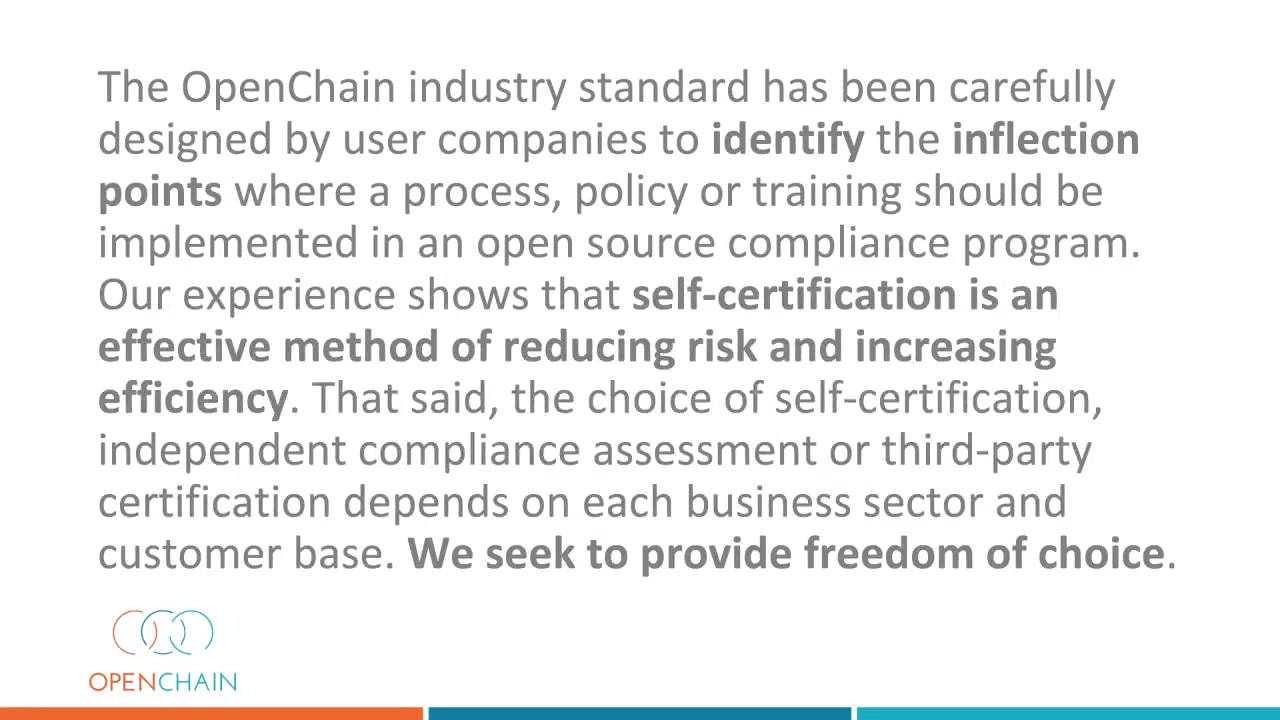 The OpenChain industry standard has been carefully
designed by user companies to identify the inflection
points where a process, policy or training should be
implemented in an open source compliance program.
Our experience shows that self-certification is an
effective method of reducing risk and increasing
efficiency. That said, the choice of self-certification,
independent compliance assessment or third-party
certification depends on each business sector and
customer base. We seek to provide freedom of choice.
OPENCHAIN